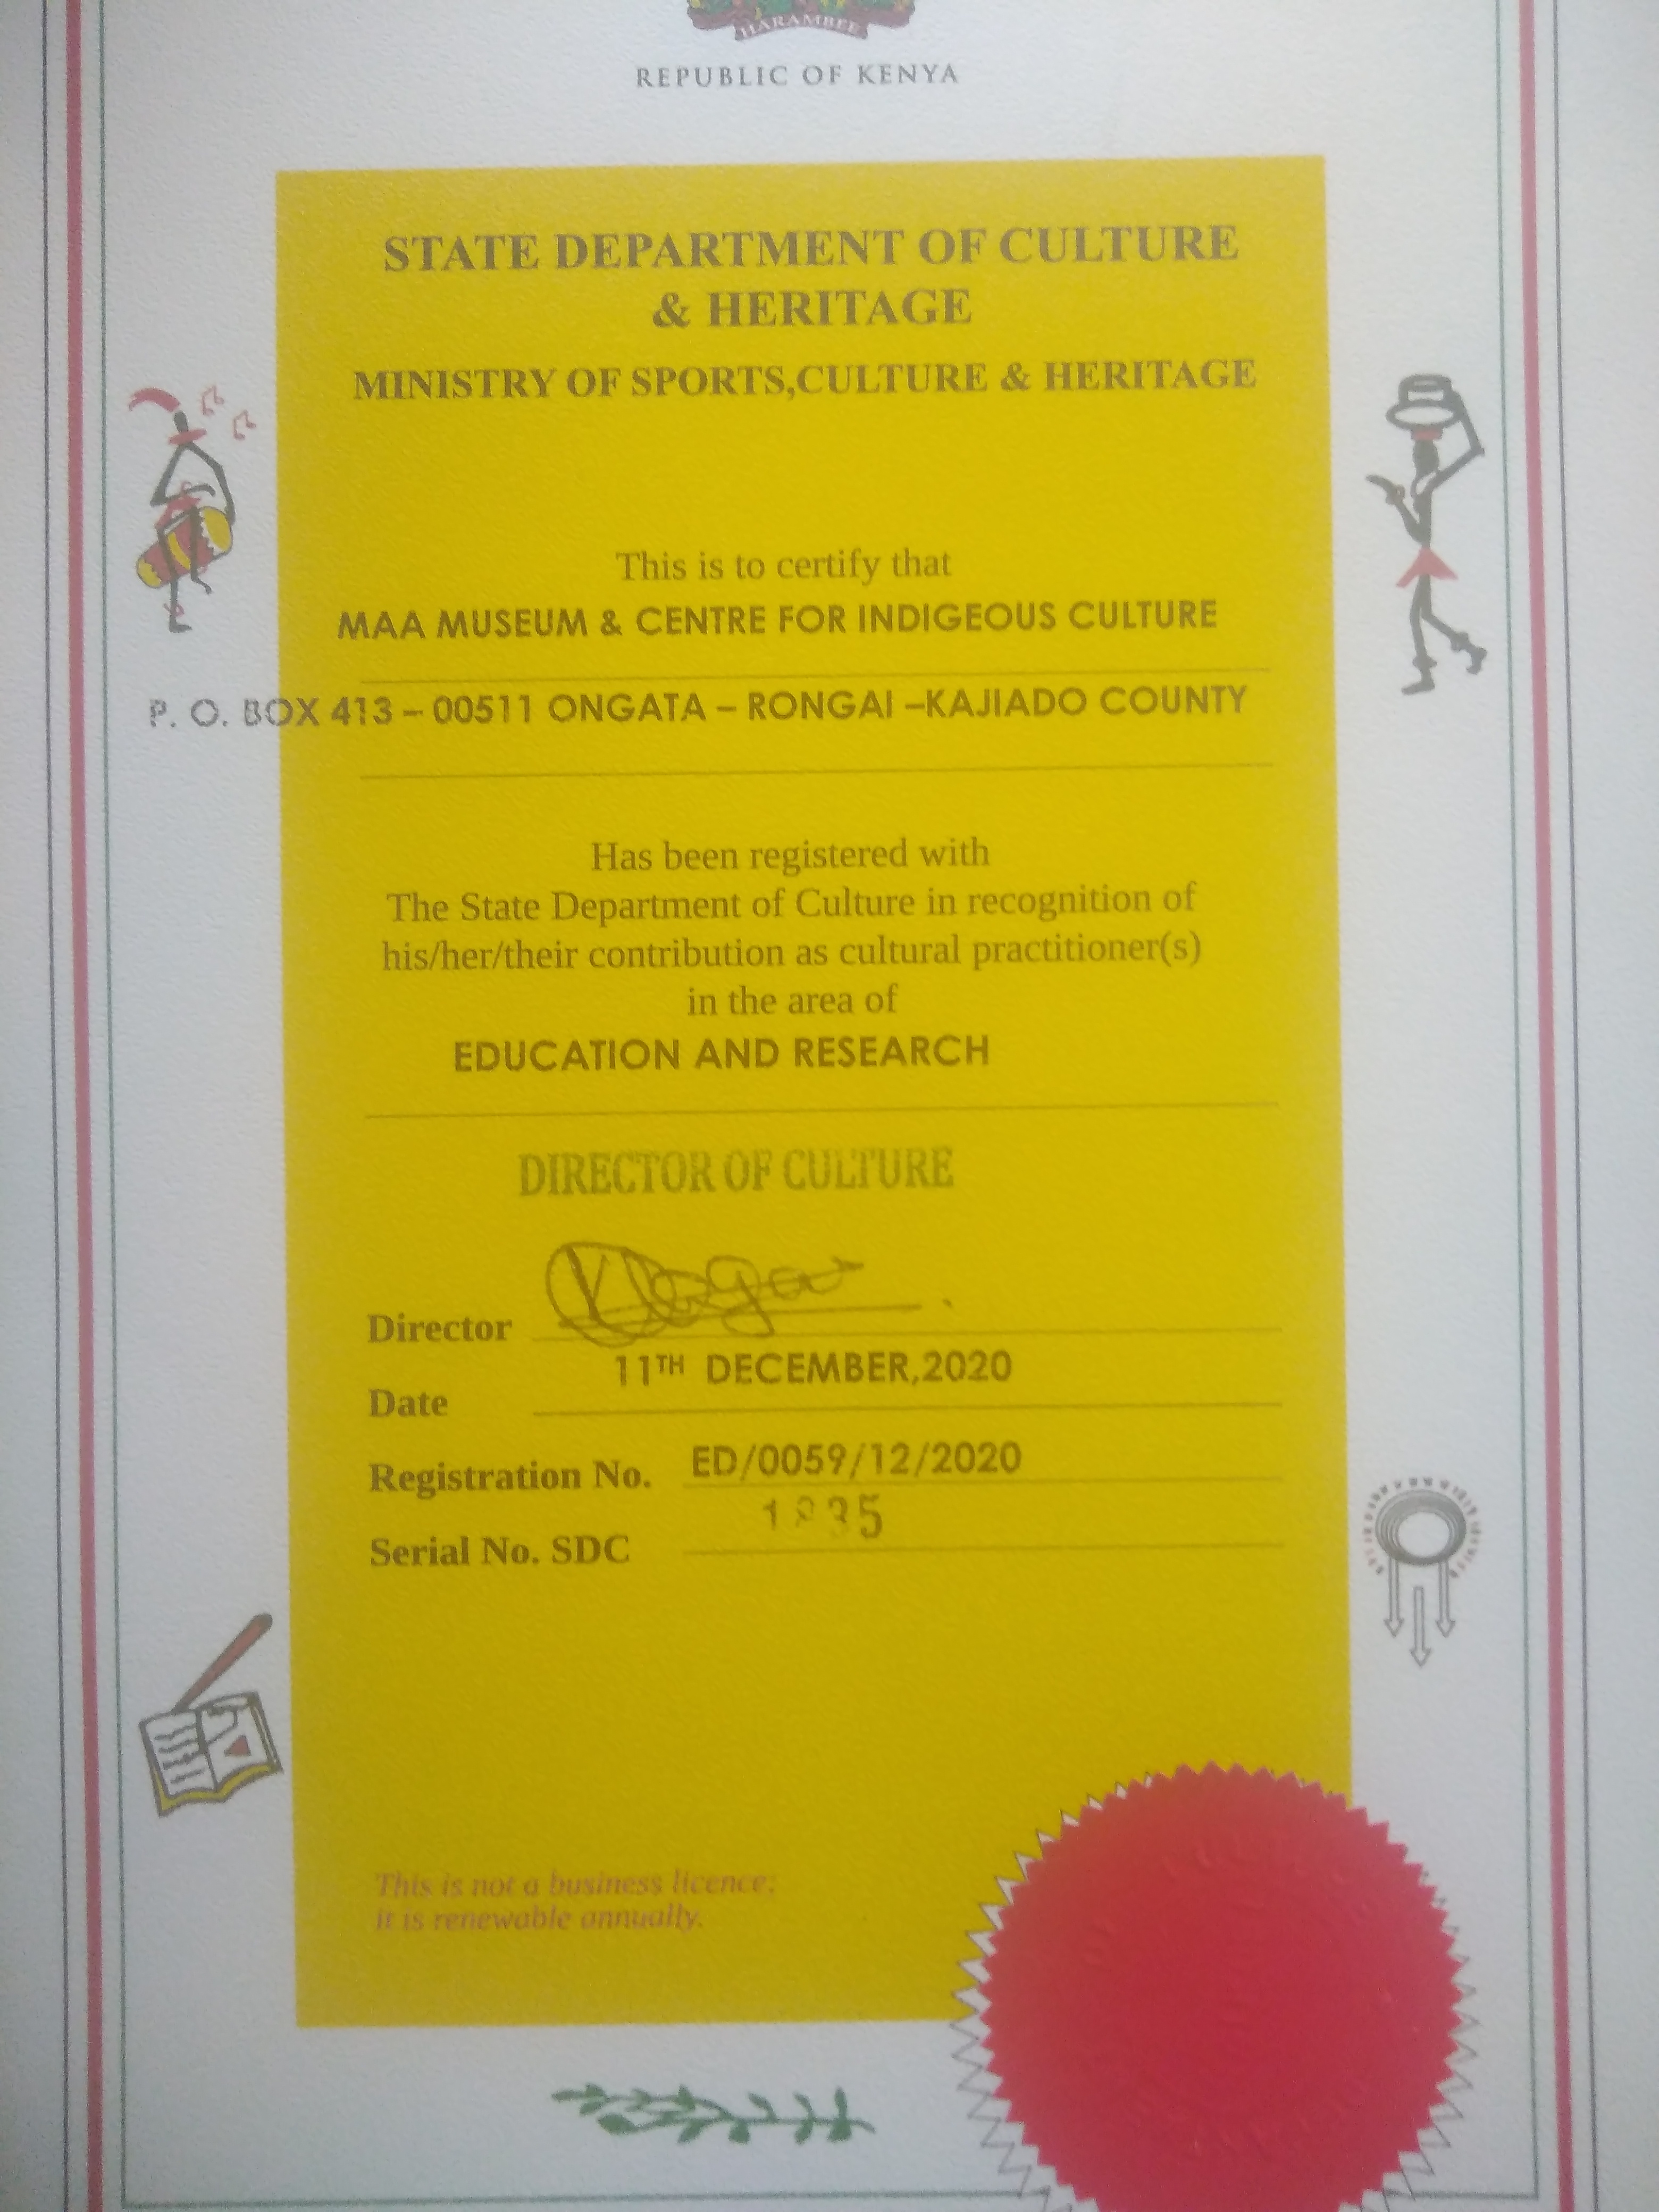 HARAMBEE
REPUBLIC OF KENYA
STATE DEPARTMENT OF CULTURE
& HERITAGE
MINISTRY OF SPORTS,CULTURE & HERITAGE
This is to certify that
MAA MUSEUM & CENTRE FOR INDIGEOUS CULTURE
P. O. BOX 413 – 00511 ONGATA – RONGAI –KAJIADO COUNTY
Has been registered with
The State Department of Culture in recognition of
his/her/their contribution as cultural practitioner(s)
in the area of
EDUCATION AND RESEARCH
DIRECTOR OF CULTURE
Director
11TH DECEMBER,2020
Date
Registration No. ED/0059/12/2020
Serial No. SDC
This is not a business licence;
it is renewable annually.